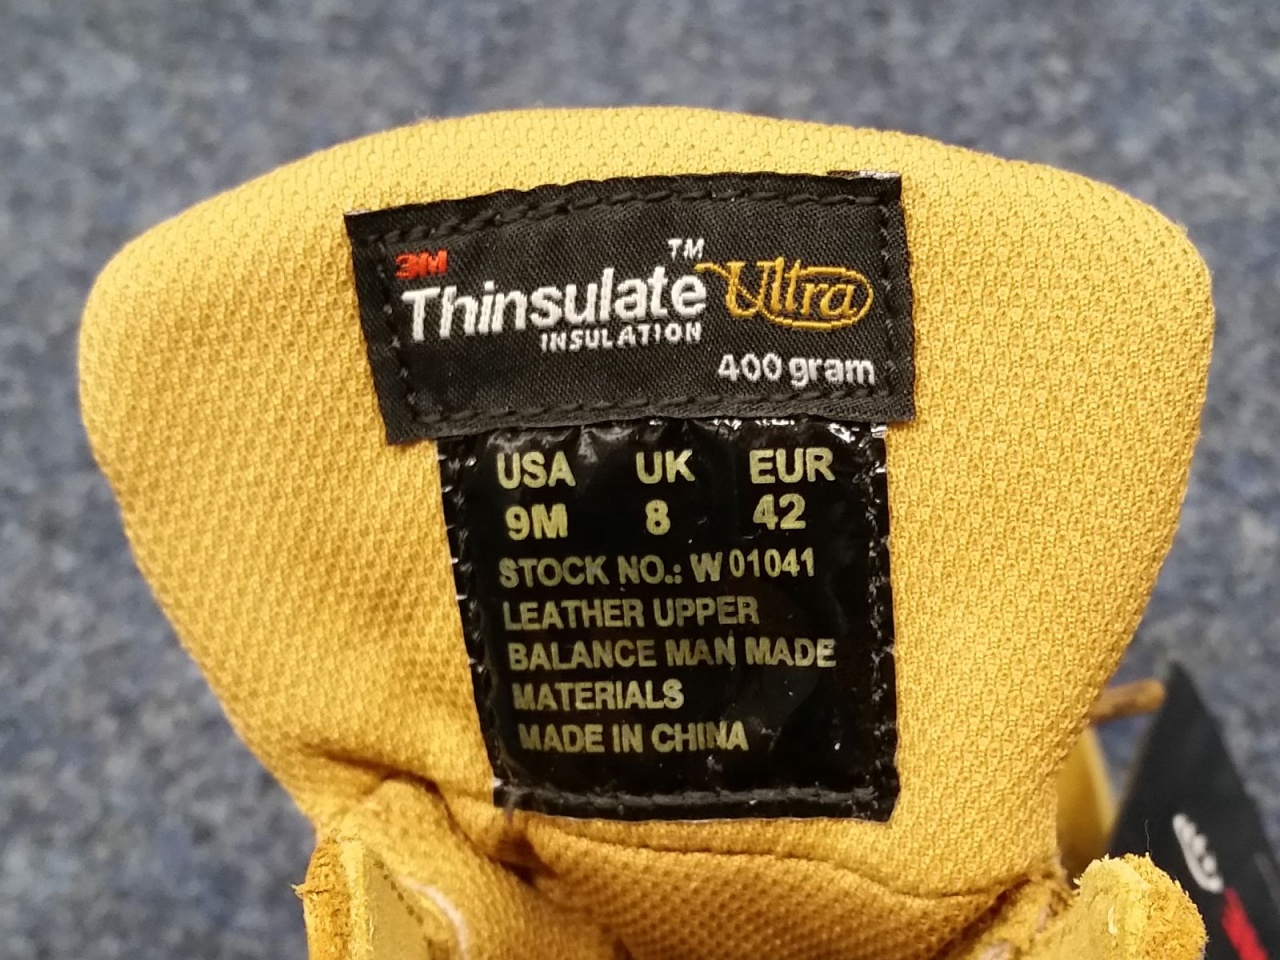 3M
Thinsulate™ Ultra
INSULATION
400 gram
USA UK EUR
9M 8 42
STOCK NO.: W 01041
LEATHER UPPER
BALANCE MAN MADE
MATERIALS
MADE IN CHINA